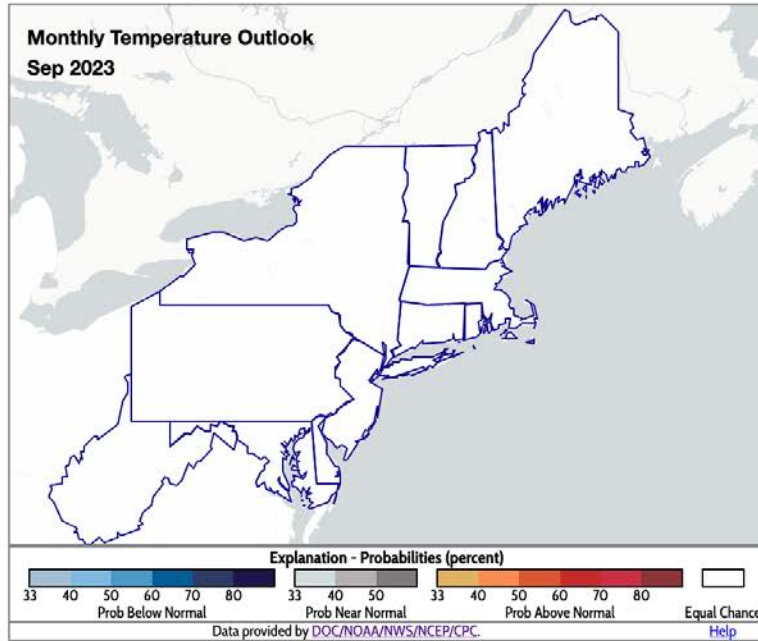 Monthly Temperature Outlook
Sep 2023
Explanation - Probabilities (percent)
33 40 50 60 70 80 33 40 50 33 40 50 60 70 80
Prob Below Normal Prob Near Normal Prob Above Normal Equal Chance
Data provided by DOC/NOAA/NWS/NCEP/CPC. Help